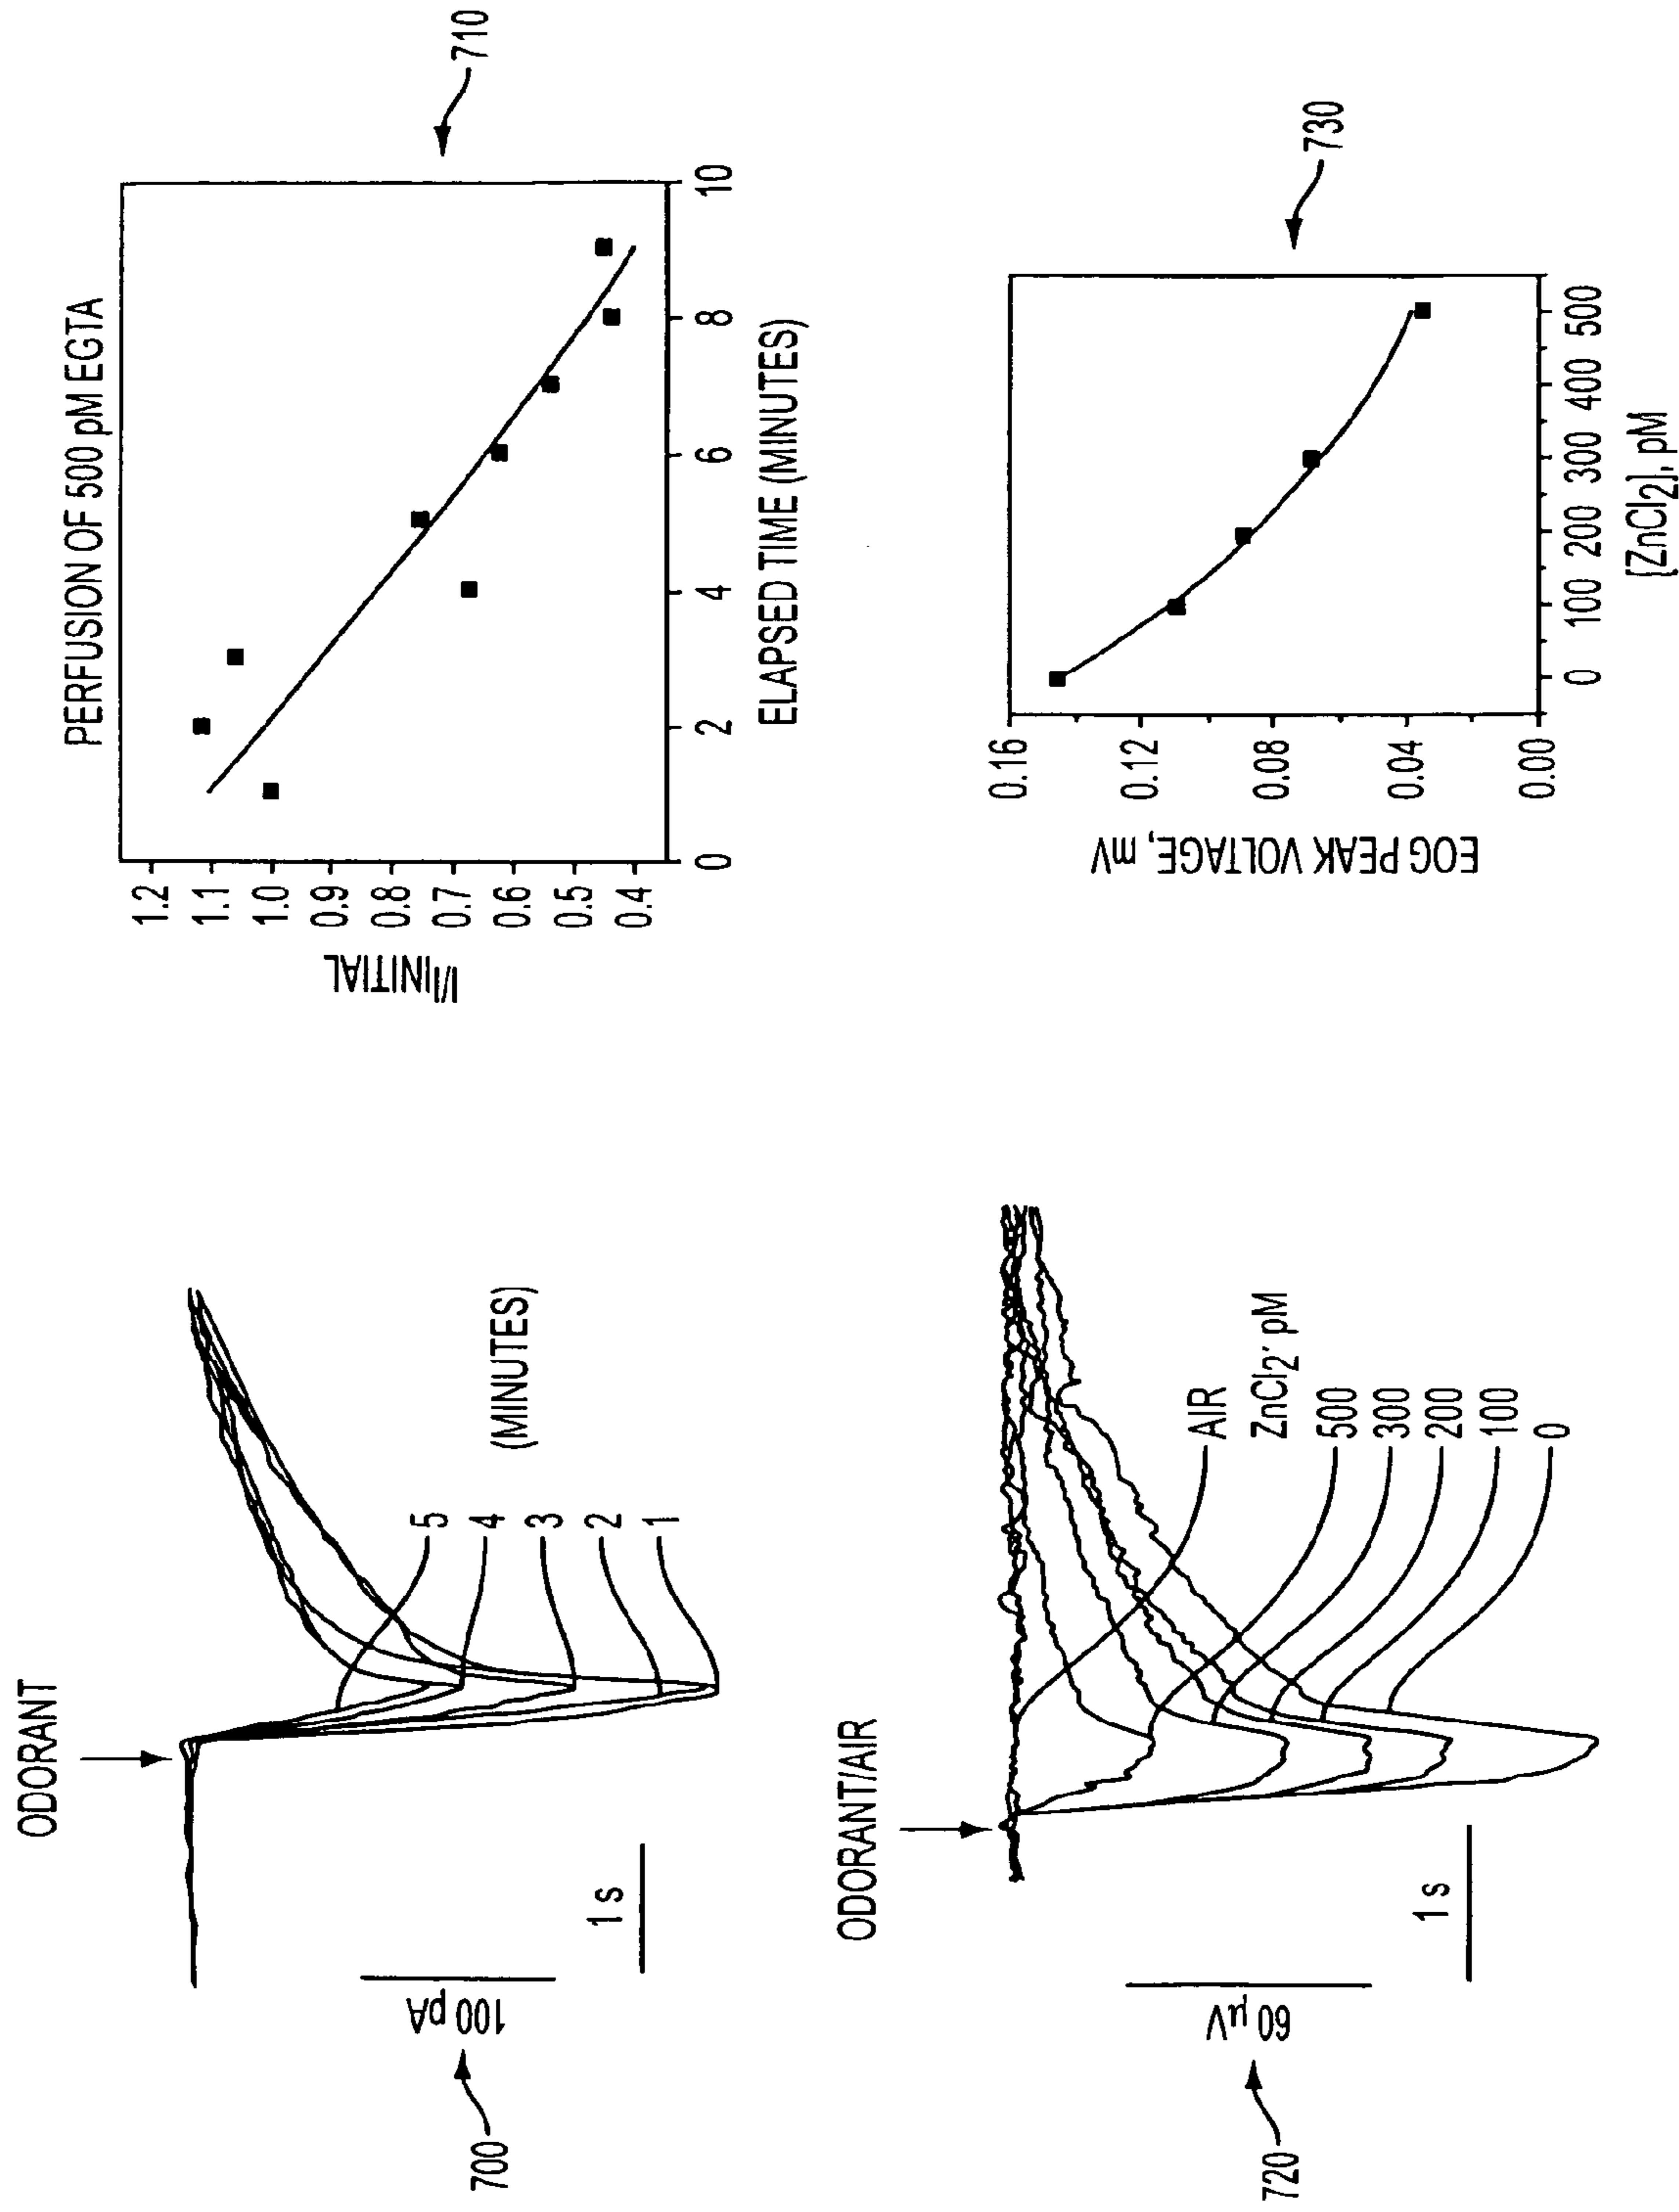 ODORANT
5
4
3
2
1
(MINUTES)
100 pA
1 s
700
PERFUSION OF 500 pM EGTA
I/IINITIAL
1.2
1.1
1.0
0.9
0.8
0.7
0.6
0.5
0.4
0
2
4
6
8
10
ELAPSED TIME (MINUTES)
710
ODORANT/AIR
AIR
ZnCl2, pM
500
300
200
100
0
60 μV
1 s
720
EOG PEAK VOLTAGE, mV
0.16
0.12
0.08
0.04
0.00
0
100
200
300
400
500
[ZnCl2], pM
730